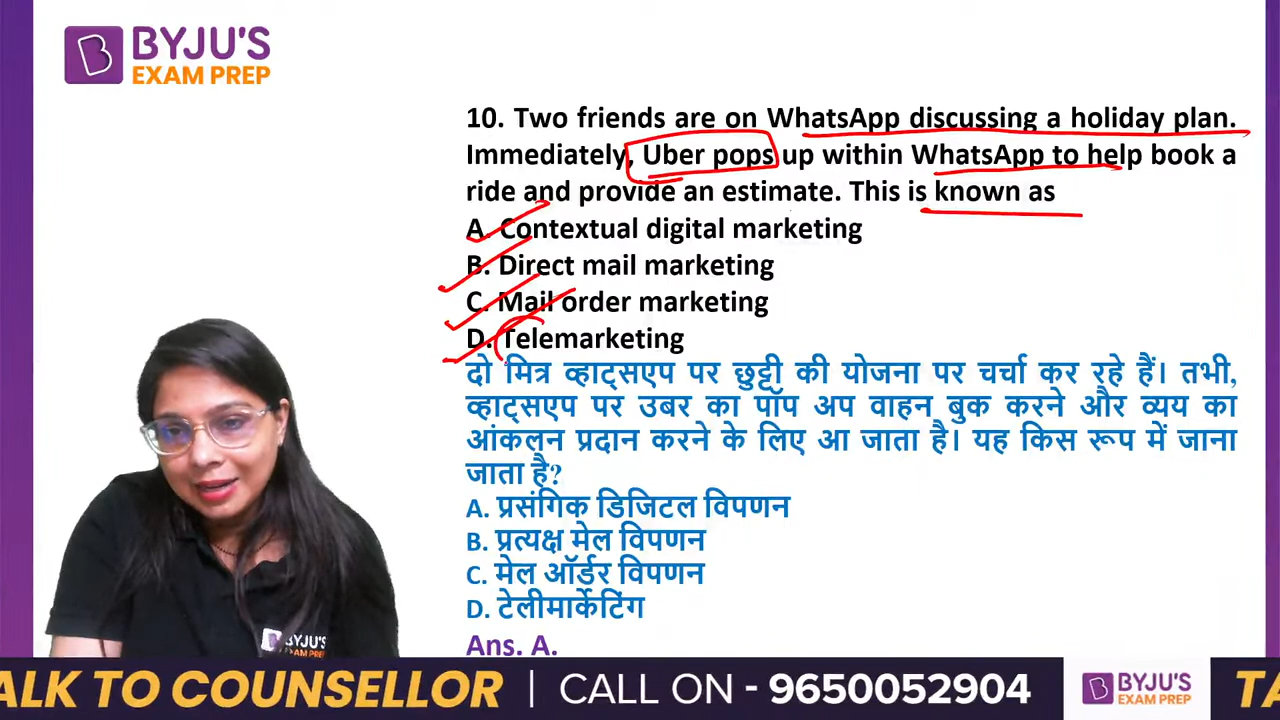 BYJU'S
EXAM PREP
10. Two friends are on WhatsApp discussing a holiday plan.
Immediately, Uber pops up within WhatsApp to help book a
ride and provide an estimate. This is known as
A. Contextual digital marketing
B. Direct mail marketing
C. Mail order marketing
D. Telemarketing
दो मित्र व्हाट्सएप पर छुट्टी की योजना पर चर्चा कर रहे हैं। तभी,
व्हाट्सएप पर उबर का पॉप अप वाहन बुक करने और व्यय का
आंकलन प्रदान करने के लिए आ जाता है। यह किस रूप में जाना
जाता है?
A. प्रसंगिक डिजिटल विपणन
B. प्रत्यक्ष मेल विपणन
C. मेल ऑर्डर विपणन
D. टेलीमार्केटिंग
Ans. A.
BYJU'S
EXAM PREP
ALK TO COUNSELLOR | CALL ON - 9650052904
BYJU'S
EXAM PREP
TA